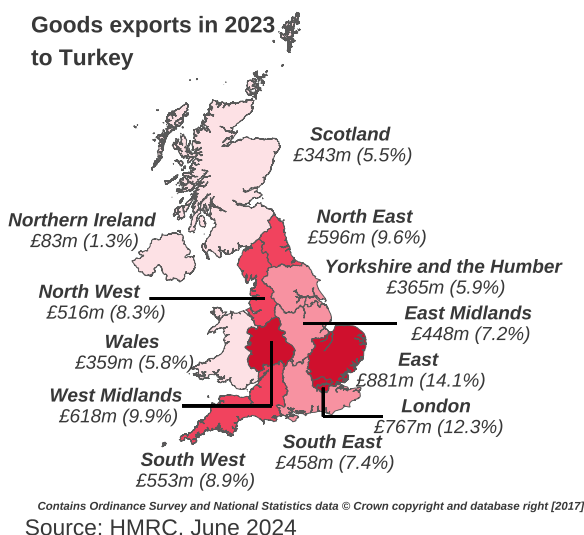 Goods exports in 2023
to Turkey
Scotland
£343m (5.5%)
Northern Ireland
£83m (1.3%)
North East
£596m (9.6%)
Yorkshire and the Humber
£365m (5.9%)
North West
£516m (8.3%)
East Midlands
£448m (7.2%)
Wales
£359m (5.8%)
East
£881m (14.1%)
West Midlands
£618m (9.9%)
London
£767m (12.3%)
South East
£458m (7.4%)
South West
£553m (8.9%)
Contains Ordinance Survey and National Statistics data © Crown copyright and database right [2017]
Source: HMRC, June 2024